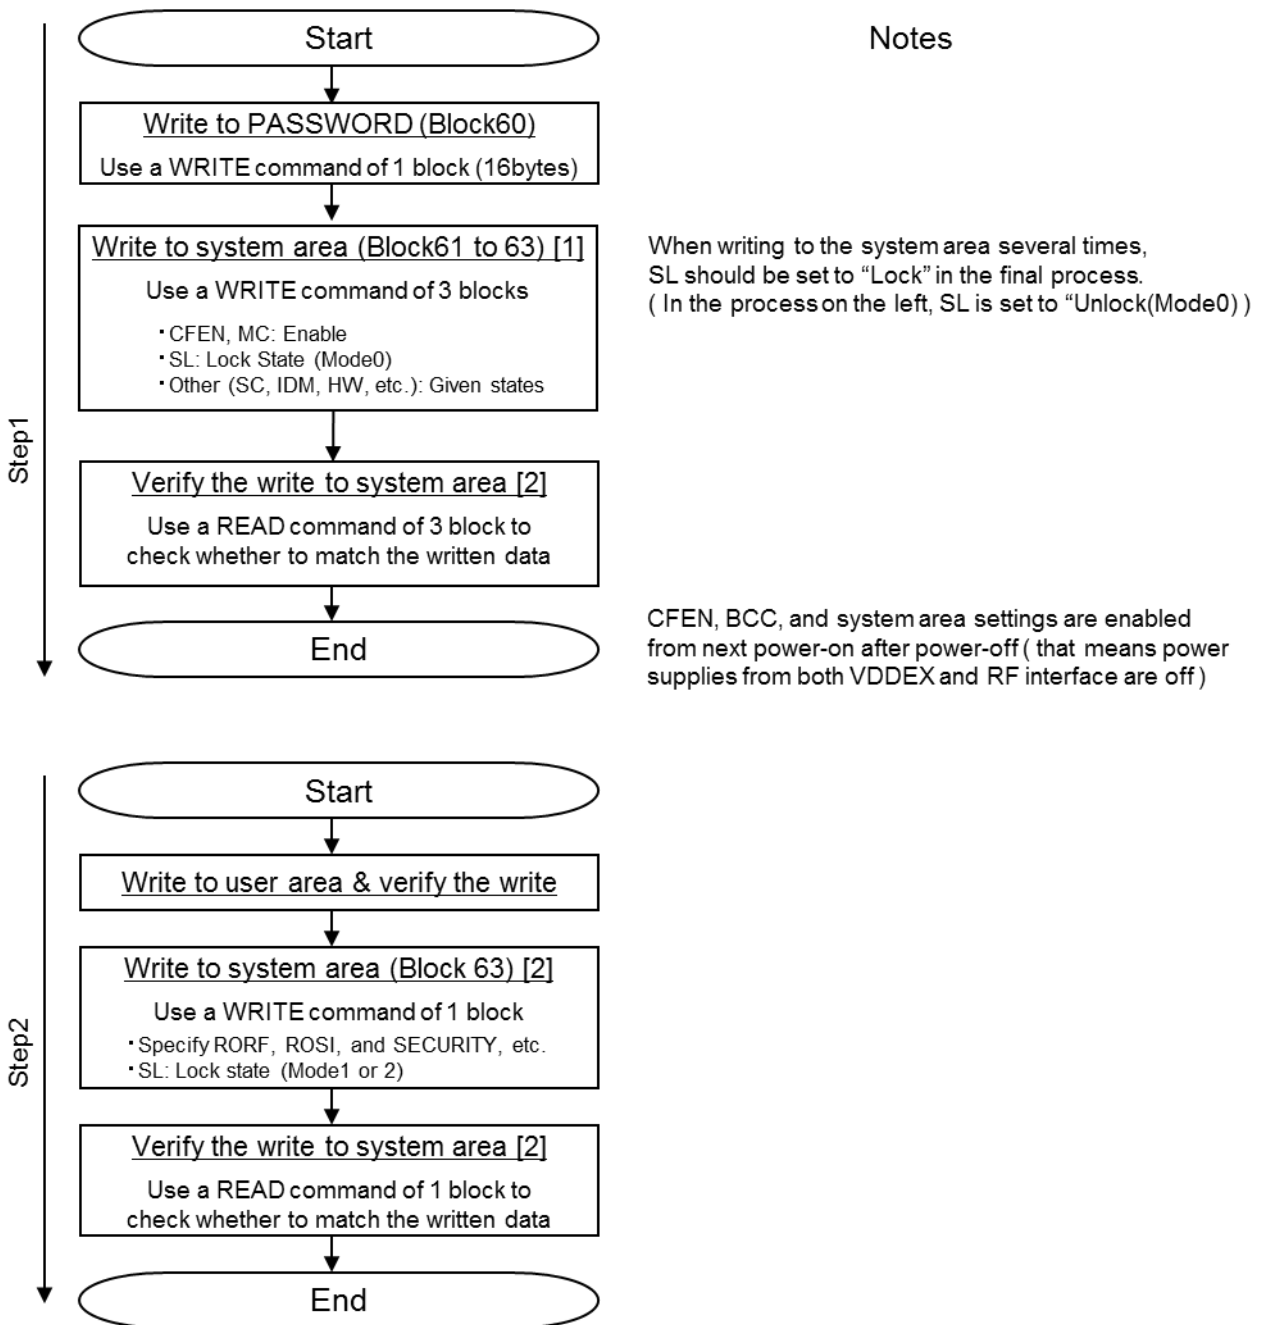 Start
Notes
Write to PASSWORD (Block60)
Use a WRITE command of 1 block (16bytes)
Write to system area (Block61 to 63) [1]
Use a WRITE command of 3 blocks
・CFEN, MC: Enable
・SL: Lock State (Mode0)
・Other (SC, IDM, HW, etc.): Given states
When writing to the system area several times,
SL should be set to “Lock” in the final process.
( In the process on the left, SL is set to “Unlock(Mode0) )
Step1
Verify the write to system area [2]
Use a READ command of 3 block to
check whether to match the written data
End
CFEN, BCC, and system area settings are enabled
from next power-on after power-off ( that means power
supplies from both VDDEX and RF interface are off )
Start
Write to user area & verify the write
Write to system area (Block 63) [2]
Use a WRITE command of 1 block
・Specify RORF, ROSI, and SECURITY, etc.
・SL: Lock state (Mode1 or 2)
Step2
Verify the write to system area [2]
Use a READ command of 1 block to
check whether to match the written data
End